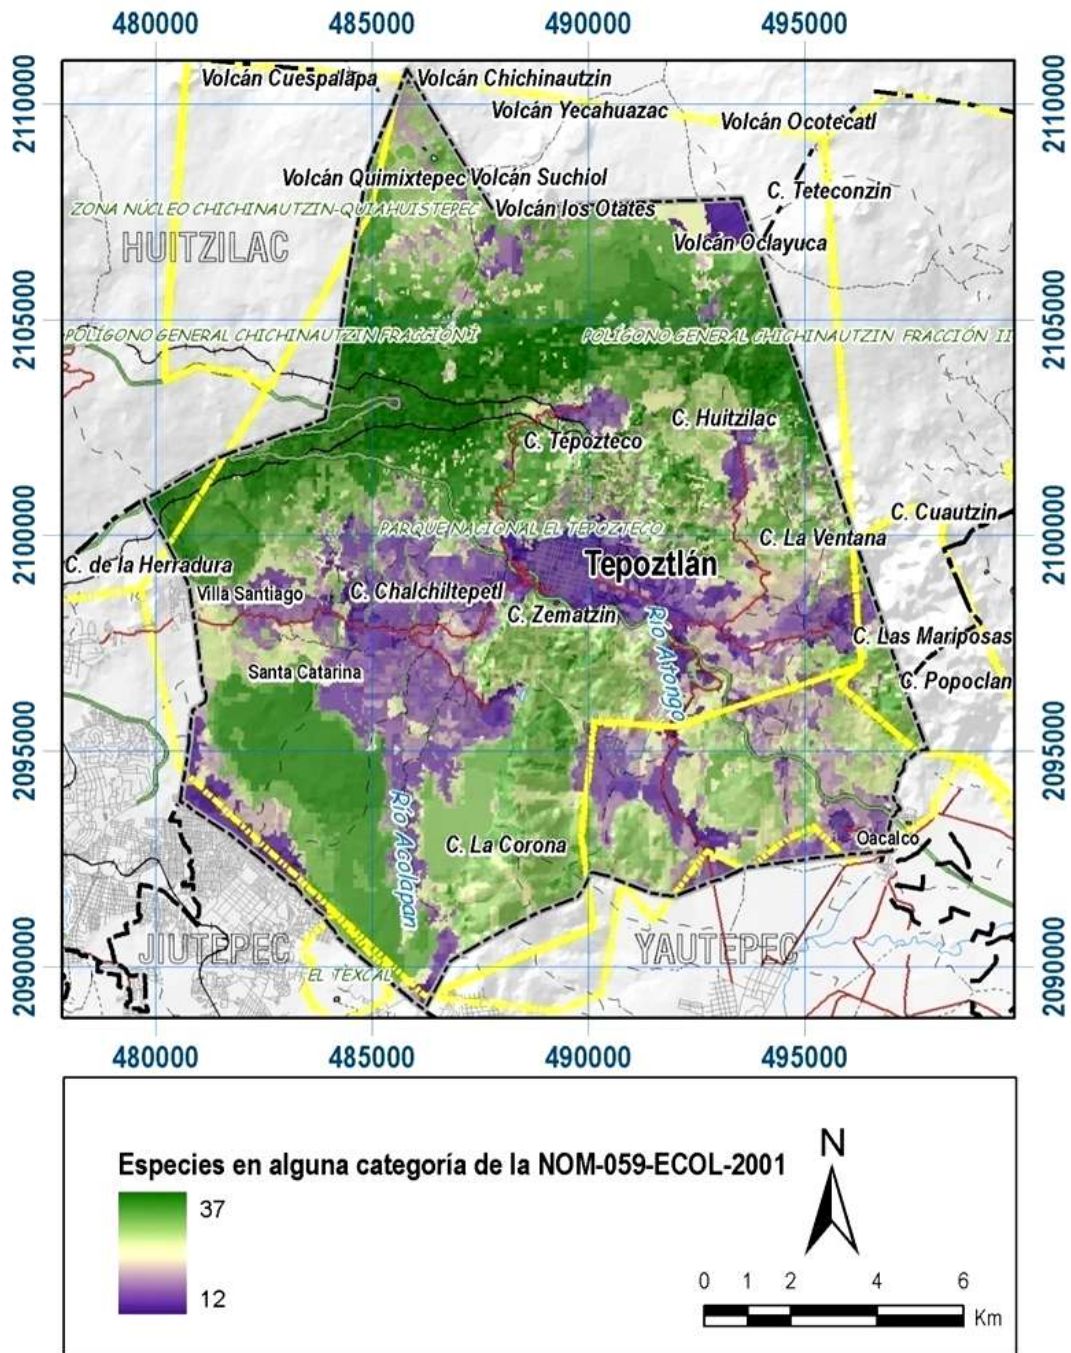 480000 485000 490000 495000
2110000
2110000
Volcán Cuespalapa
Volcán Chichinautzin
Volcán Yecahuazac
Volcán Ocotecatl
Volcán Quimixtepec
Volcán Suchiol
C. Teteconzin
ZONA NÚCLEO CHICHINAUTZIN-QUIAHUISTEPEC
Volcán los Otates
HUITZILAC
Volcán Oclayuca
2105000
2105000
POLÍGONO GENERAL CHICHINAUTZIN FRACCIÓN I
POLÍGONO GENERAL CHICHINAUTZIN FRACCIÓN II
C. Huitzilac
C. Tepozteco
2100000
2100000
C. Cuautzin
PARQUE NACIONAL EL TEPOZTECO
C. La Ventana
C. de la Herradura
Tepoztlán
Villa Santiago
C. Chalchiltepetl
C. Zematzin
Río Atongo
C. Las Mariposas
Santa Catarina
C. Popoclan
2095000
2095000
Río Acolapan
C. La Corona
Oacalco
JIUTEPEC
YAUTEPEC
EL TEXCAL
2090000
2090000
480000 485000 490000 495000
Especies en alguna categoría de la NOM-059-ECOL-2001
37
12
N
0 1 2 4 6
Km